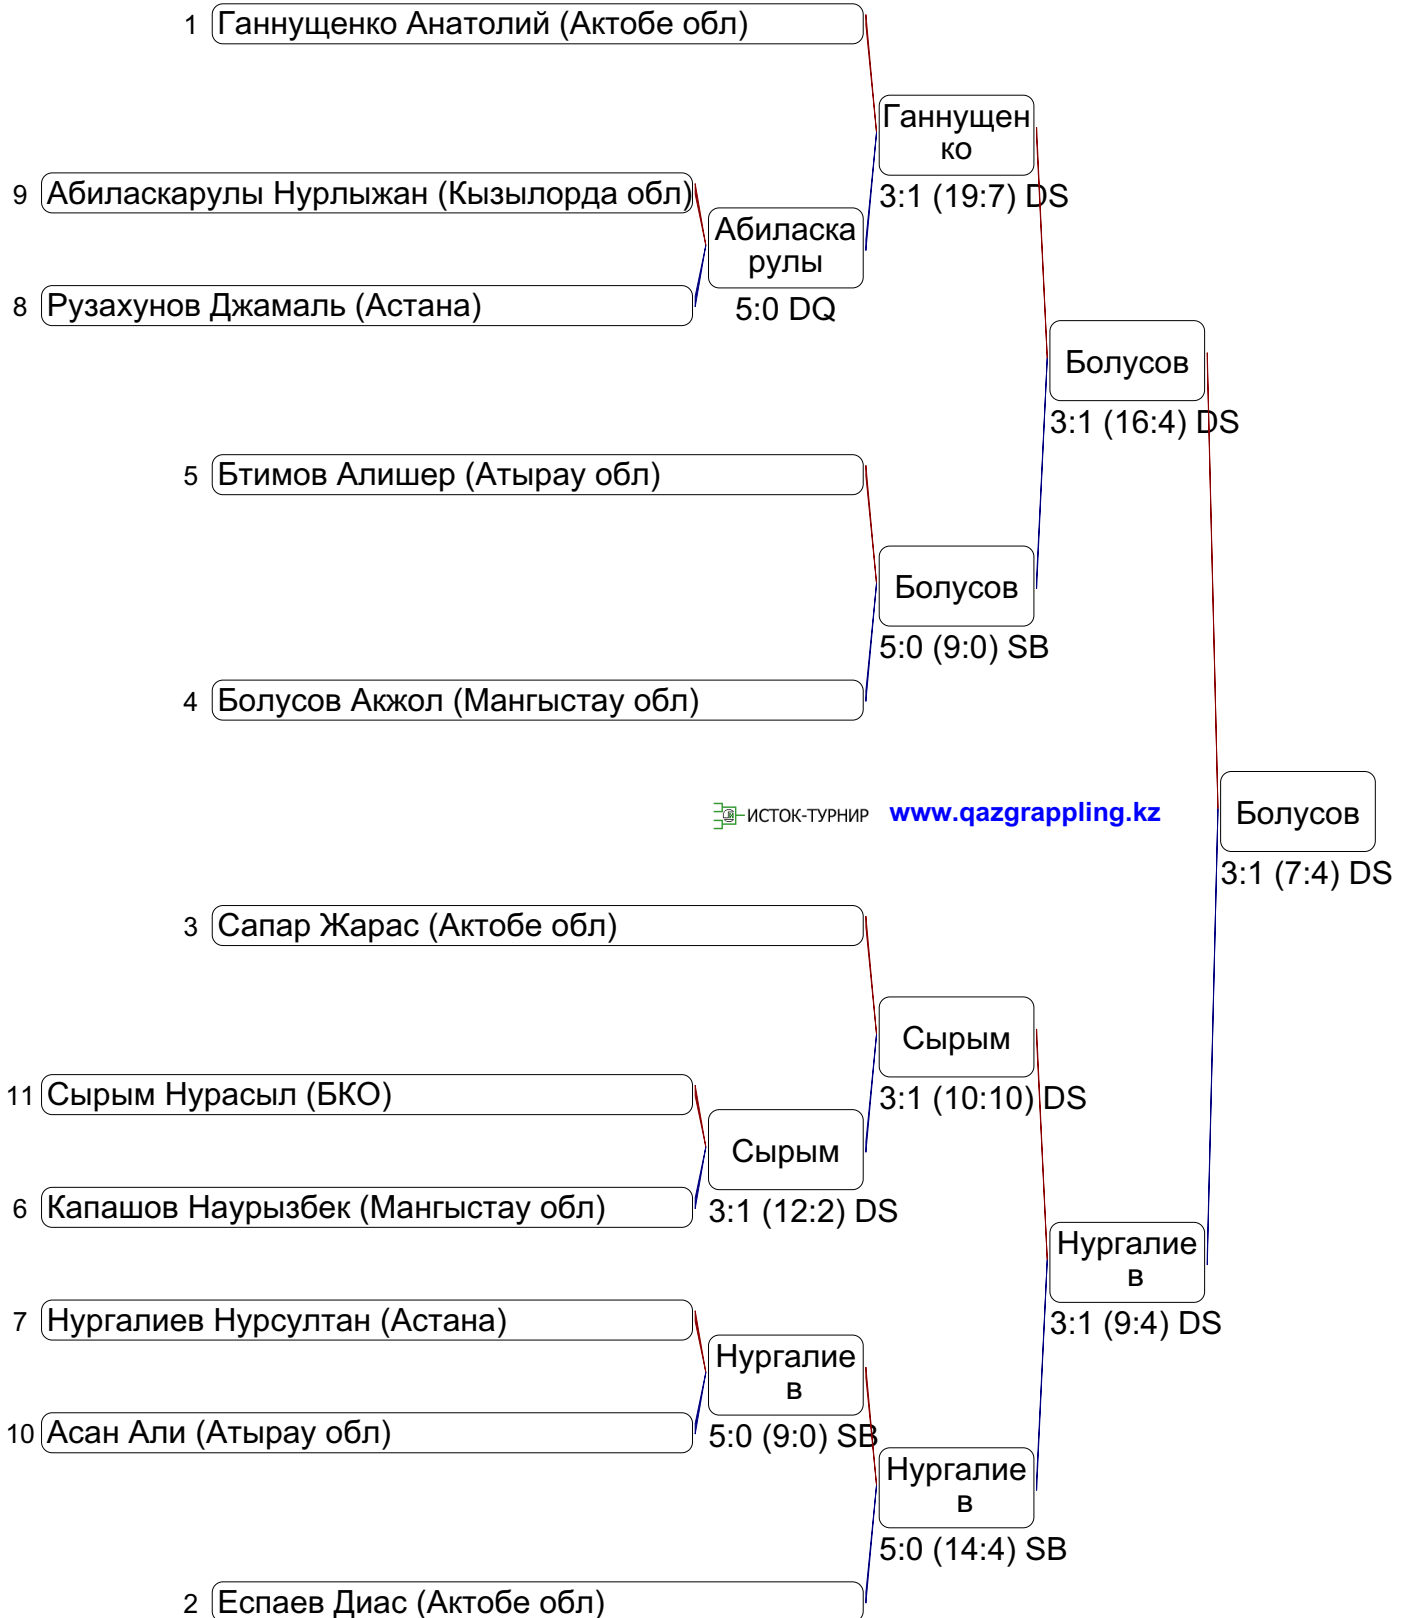 1 Ганнущенко Анатолий (Актобе обл)
Ганнущен
ко
3:1 (19:7) DS
9 Абиласкарулы Нурлыжан (Кызылорда обл)
Абиласка
рулы
5:0 DQ
8 Рузахунов Джамаль (Астана)
Болусов
3:1 (16:4) DS
5 Бтимов Алишер (Атырау обл)
Болусов
5:0 (9:0) SB
4 Болусов Акжол (Мангыстау обл)
ИСТОК-ТУРНИР www.qazgrappling.kz
Болусов
3:1 (7:4) DS
3 Сапар Жарас (Актобе обл)
Сырым
3:1 (10:10) DS
11 Сырым Нурасыл (БКО)
Сырым
3:1 (12:2) DS
6 Капашов Наурызбек (Мангыстау обл)
Нургалие
в
3:1 (9:4) DS
7 Нургалиев Нурсултан (Астана)
Нургалие
в
5:0 (9:0) SB
10 Асан Али (Атырау обл)
Нургалие
в
5:0 (14:4) SB
2 Еспаев Диас (Актобе обл)